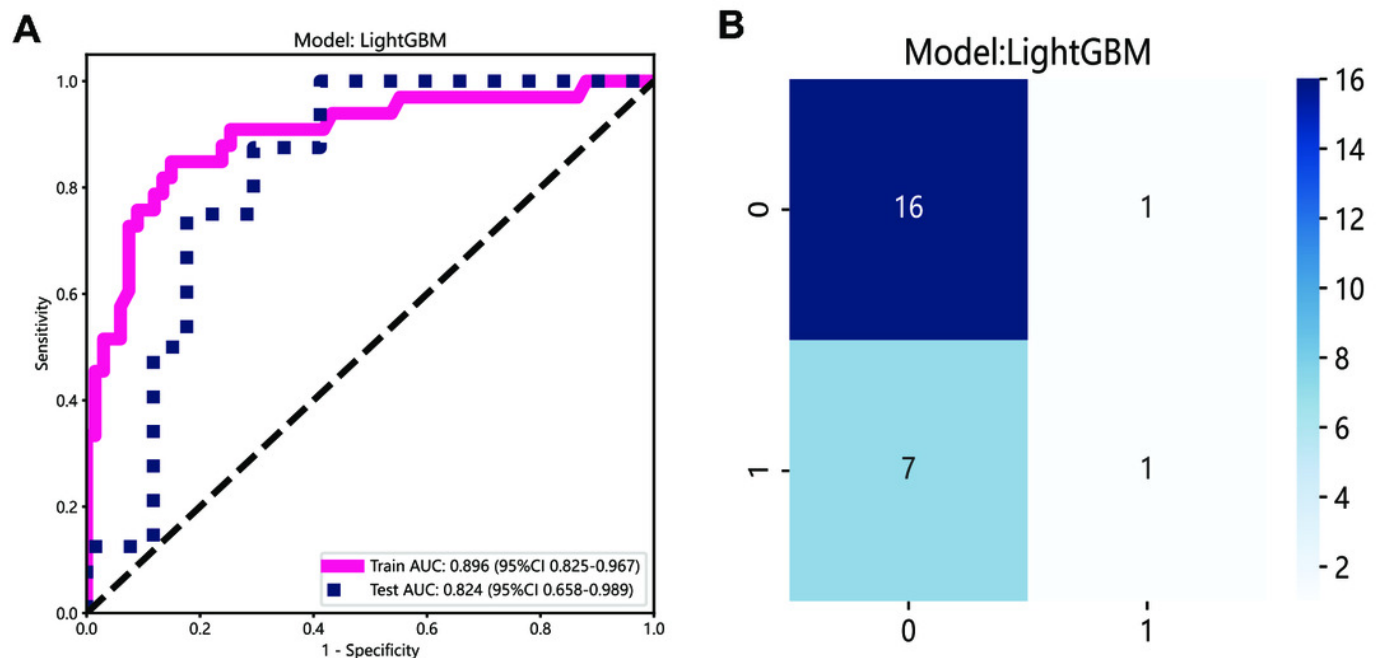 A
Model: LightGBM
1.0
0.8
0.6
0.4
0.2
0.0
Sensitivity
Train AUC: 0.896 (95%CI 0.825-0.967)
Test AUC: 0.824 (95%CI 0.658-0.989)
0.0 0.2 0.4 0.6 0.8 1.0
1 - Specificity
B
Model:LightGBM
0
16 1
1
7 1
0 1
16
14
12
10
8
6
4
2